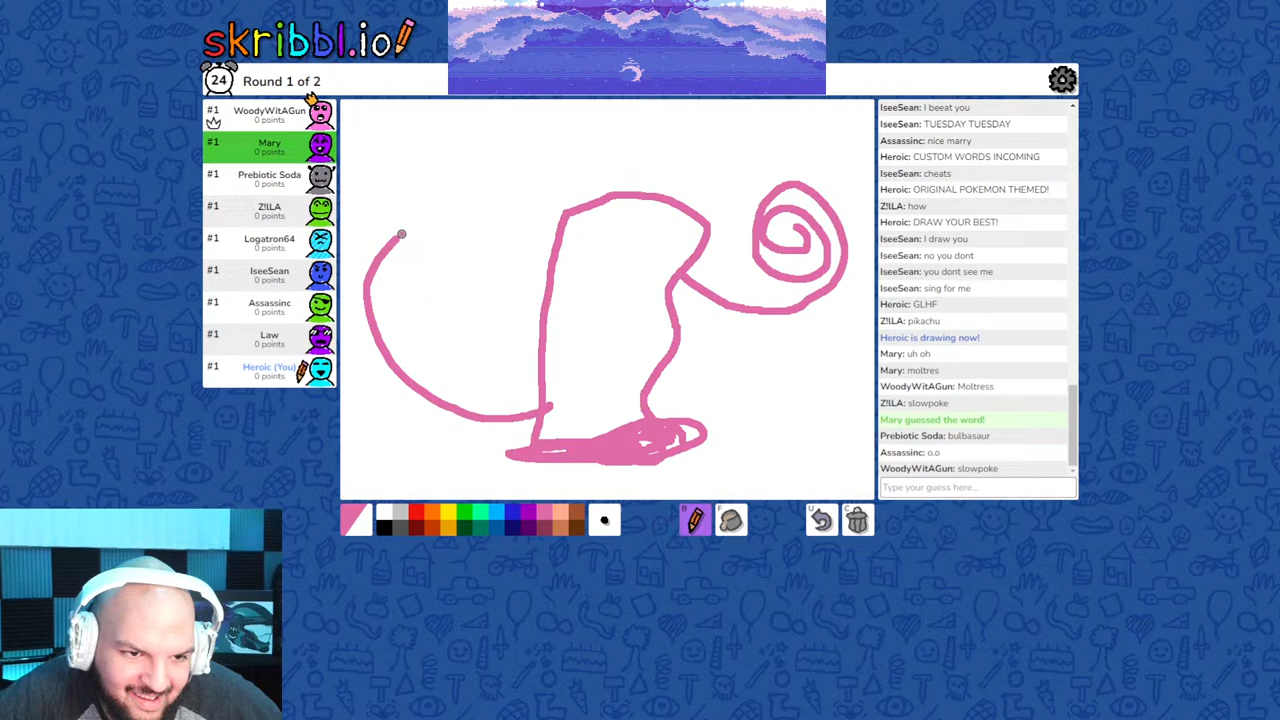 skribbl.io
24
Round 1 of 2
#1 WoodyWitAGun
0 points
#1 Mary
0 points
#1 Prebiotic Soda
0 points
#1 Z!LLA
0 points
#1 Logatron64
0 points
#1 IseeSean
0 points
#1 Assassinc
0 points
#1 Law
0 points
#1 Heroic (You)
0 points
IseeSean: I beeat you
IseeSean: TUESDAY TUESDAY
Assassinc: nice marry
Heroic: CUSTOM WORDS INCOMING
IseeSean: cheats
Heroic: ORIGINAL POKEMON THEMED!
Z!LLA: how
Heroic: DRAW YOUR BEST!
IseeSean: I draw you
IseeSean: no you dont
IseeSean: you dont see me
IseeSean: sing for me
Heroic: GLHF
Z!LLA: pikachu
Heroic is drawing now!
Mary: uh oh
Mary: moltres
WoodyWitAGun: Moltress
Z!LLA: slowpoke
Mary guessed the word!
Prebiotic Soda: bulbasaur
Assassinc: o.o
WoodyWitAGun: slowpoke
Type your guess here...
B
F
U
C